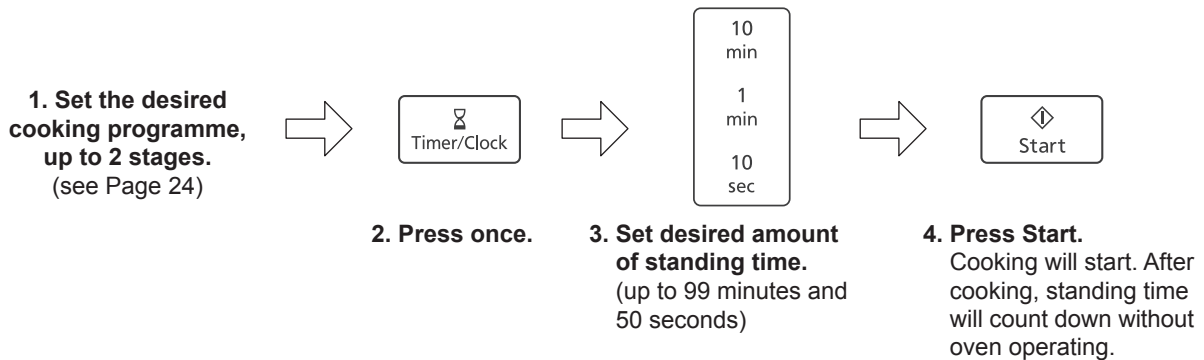 1. Set the desired
cooking programme,
up to 2 stages.
(see Page 24)
Timer/Clock
10
min
1
min
10
sec
Start
2. Press once.
3. Set desired amount
of standing time.
(up to 99 minutes and
50 seconds)
4. Press Start.
Cooking will start. After
cooking, standing time
will count down without
oven operating.